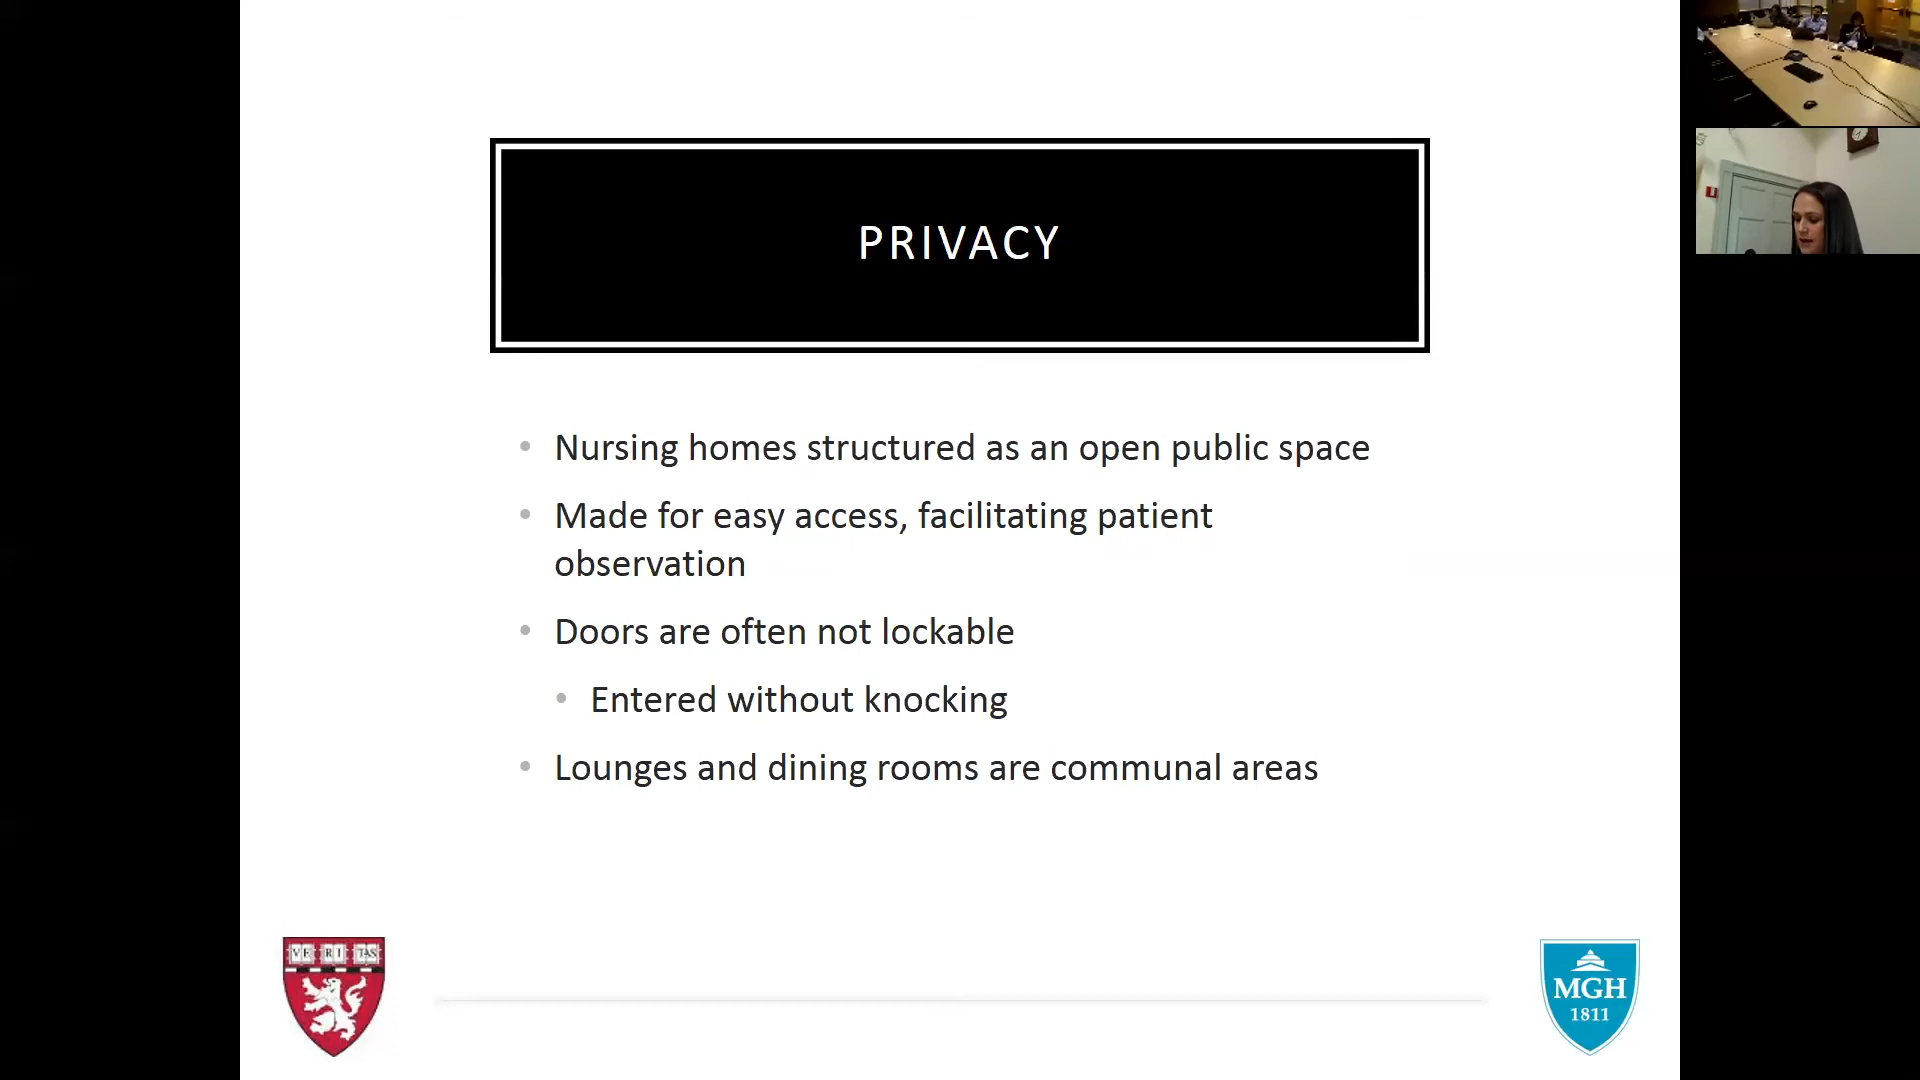 PRIVACY
• Nursing homes structured as an open public space
• Made for easy access, facilitating patient
observation
• Doors are often not lockable
• Entered without knocking
• Lounges and dining rooms are communal areas
VE RI TAS
MGH
1811